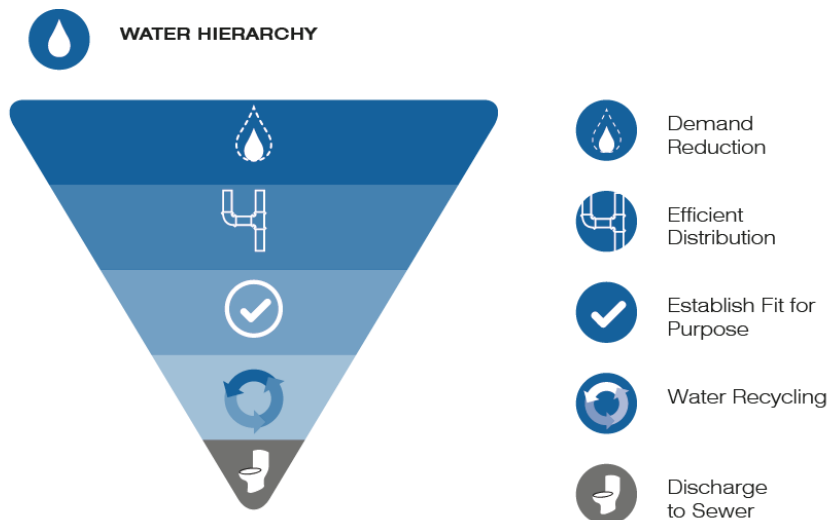 WATER HIERARCHY
Demand
Reduction
Efficient
Distribution
Establish Fit for
Purpose
Water Recycling
Discharge
to Sewer